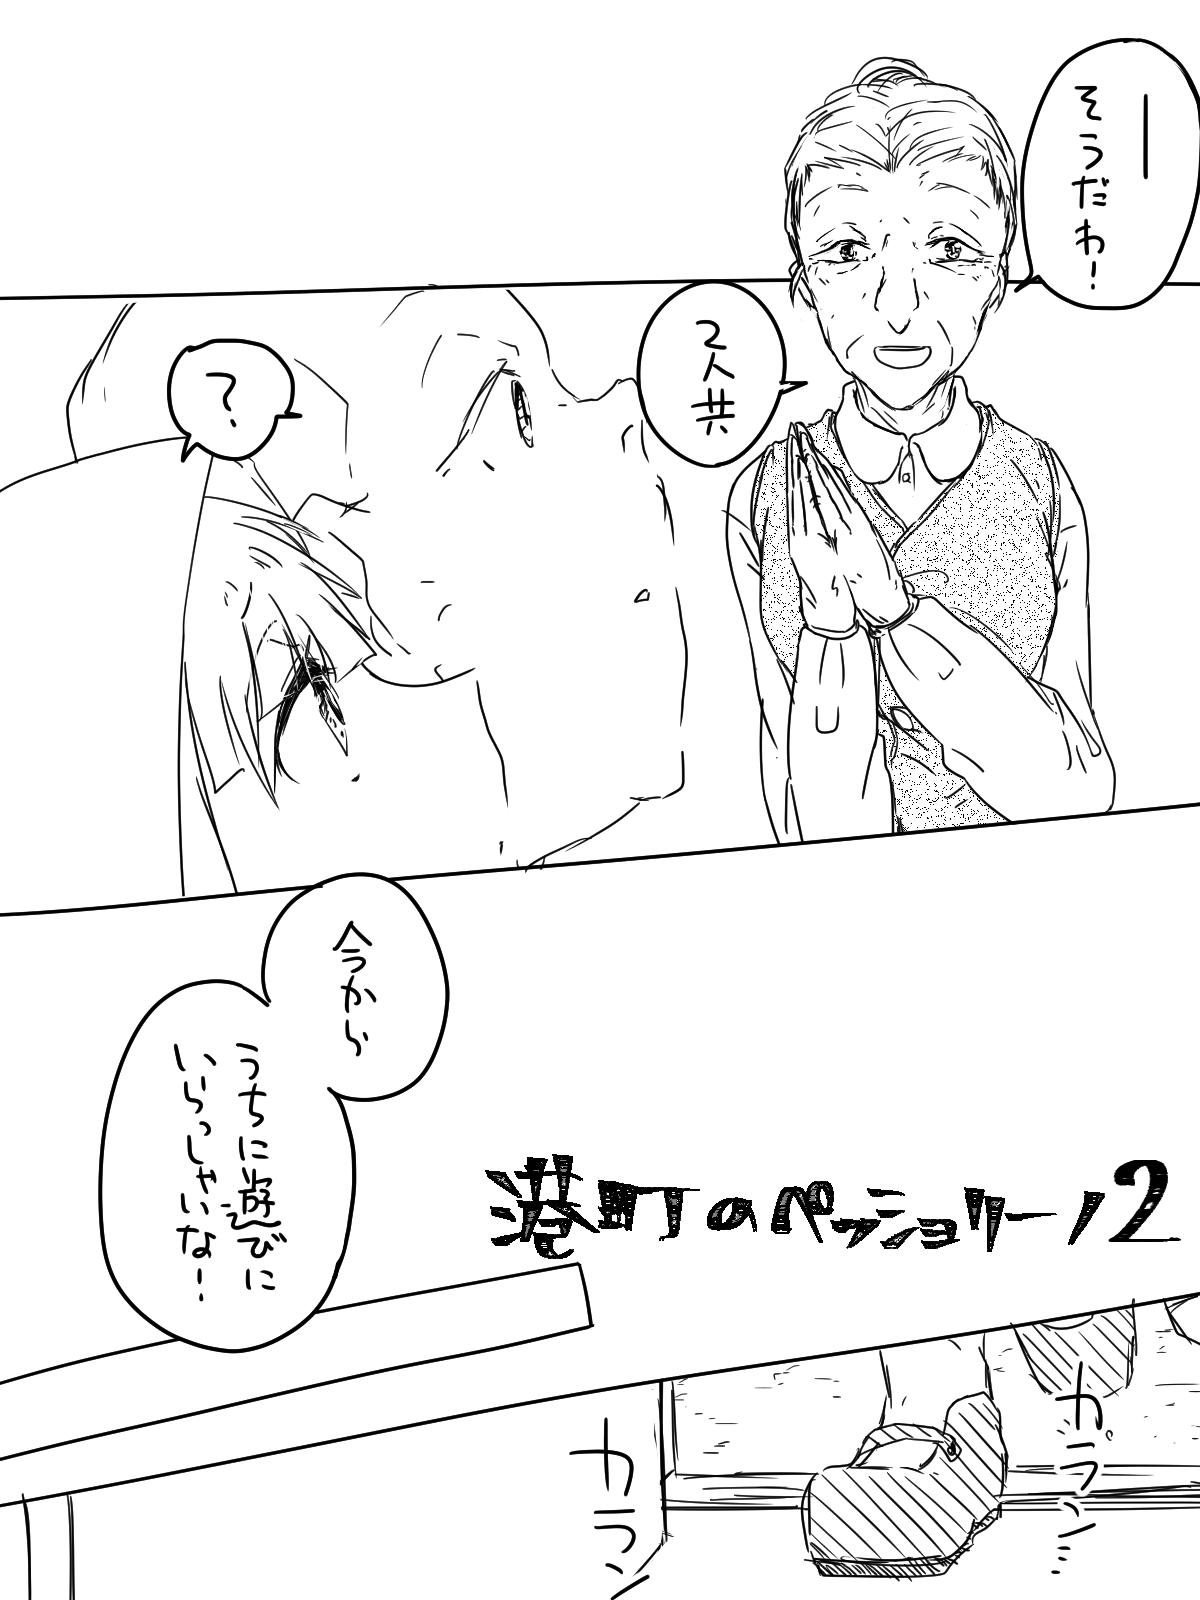 ―
そうだわ!
2人共
?
今から
うちに遊びに
いらっしゃいな!
港町のペッショリーノ2
カラン…
カラン